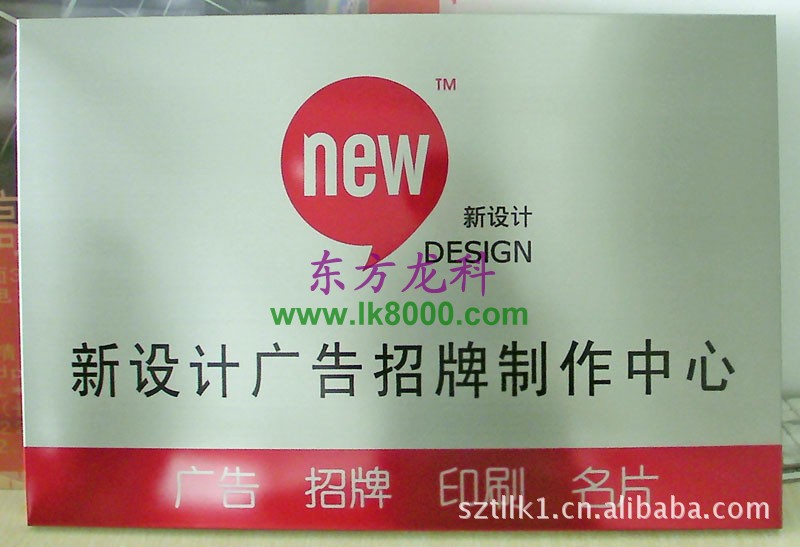 TM
new
新设计
DESIGN
东方龙科
www.lk8000.com
新设计广告招牌制作中心
广告 招牌 印刷 名片
sztllk1.cn.alibaba.com